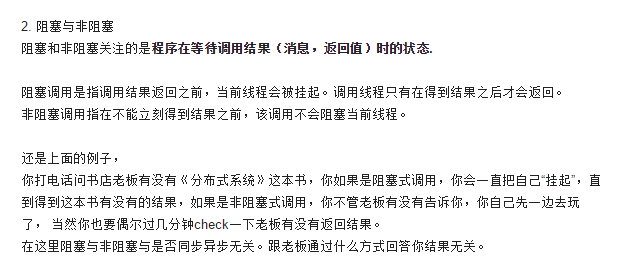 2. 阻塞与非阻塞
阻塞和非阻塞关注的是程序在等待调用结果（消息，返回值）时的状态.
阻塞调用是指调用结果返回之前，当前线程会被挂起。调用线程只有在得到结果之后才会返回。
非阻塞调用指在不能立刻得到结果之前，该调用不会阻塞当前线程。
还是上面的例子，
你打电话问书店老板有没有《分布式系统》这本书，你如果是阻塞式调用，你会一直把自己“挂起”，直
到得到这本书有没有的结果，如果是非阻塞式调用，你不管老板有没有告诉你，你自己先一边去玩
了， 当然你也要偶尔过几分钟check一下老板有没有返回结果。
在这里阻塞与非阻塞与是否同步异步无关。跟老板通过什么方式回答你结果无关。